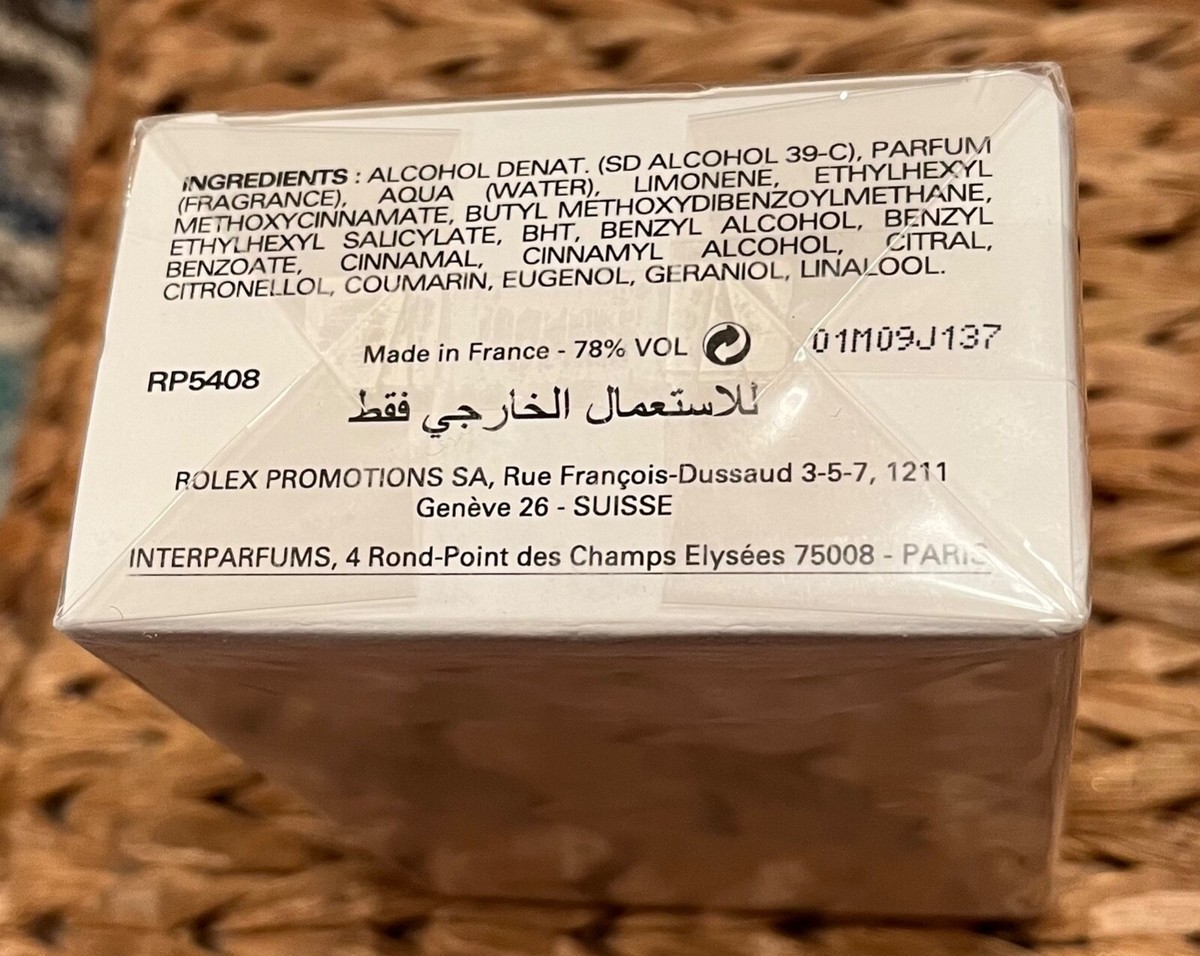 INGREDIENTS : ALCOHOL DENAT. (SD ALCOHOL 39-C), PARFUM
(FRAGRANCE), AQUA (WATER), LIMONENE, ETHYLHEXYL
METHOXYCINNAMATE, BUTYL METHOXYDIBENZOYLMETHANE,
ETHYLHEXYL SALICYLATE, BHT, BENZYL ALCOHOL, BENZYL
BENZOATE, CINNAMAL, CINNAMYL ALCOHOL, CITRAL,
CITRONELLOL, COUMARIN, EUGENOL, GERANIOL, LINALOOL.
Made in France - 78% VOL
01M09J137
RP5408
للاستعمال الخارجي فقط
ROLEX PROMOTIONS SA, Rue François-Dussaud 3-5-7, 1211
Genève 26 - SUISSE
INTERPARFUMS, 4 Rond-Point des Champs Elysées 75008 - PARIS